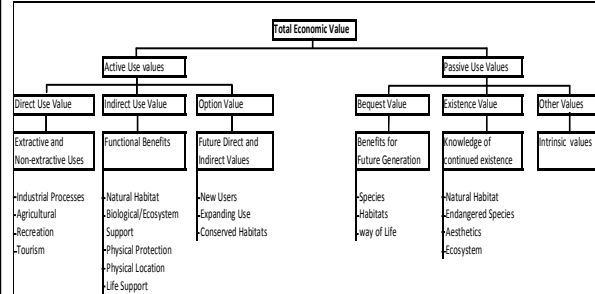 Total Economic Value
Active Use values
Passive Use Values
Direct Use Value
Indirect Use Value
Option Value
Bequest Value
Existence Value
Other Values
Extractive and
Non-extractive Uses
Functional Benefits
Future Direct and
Indirect Values
Benefits for
Future Generation
Knowledge of
continued existence
Intrinsic values
-Industrial Processes
-Agricultural
-Recreation
-Tourism
-Natural Habitat
-Biological/Ecosystem
Support
-Physical Protection
-Physical Location
-Life Support
-New Users
-Expanding Use
-Conserved Habitats
-Species
-Habitats
-way of Life
-Natural Habitat
-Endangered Species
-Aesthetics
-Ecosystem